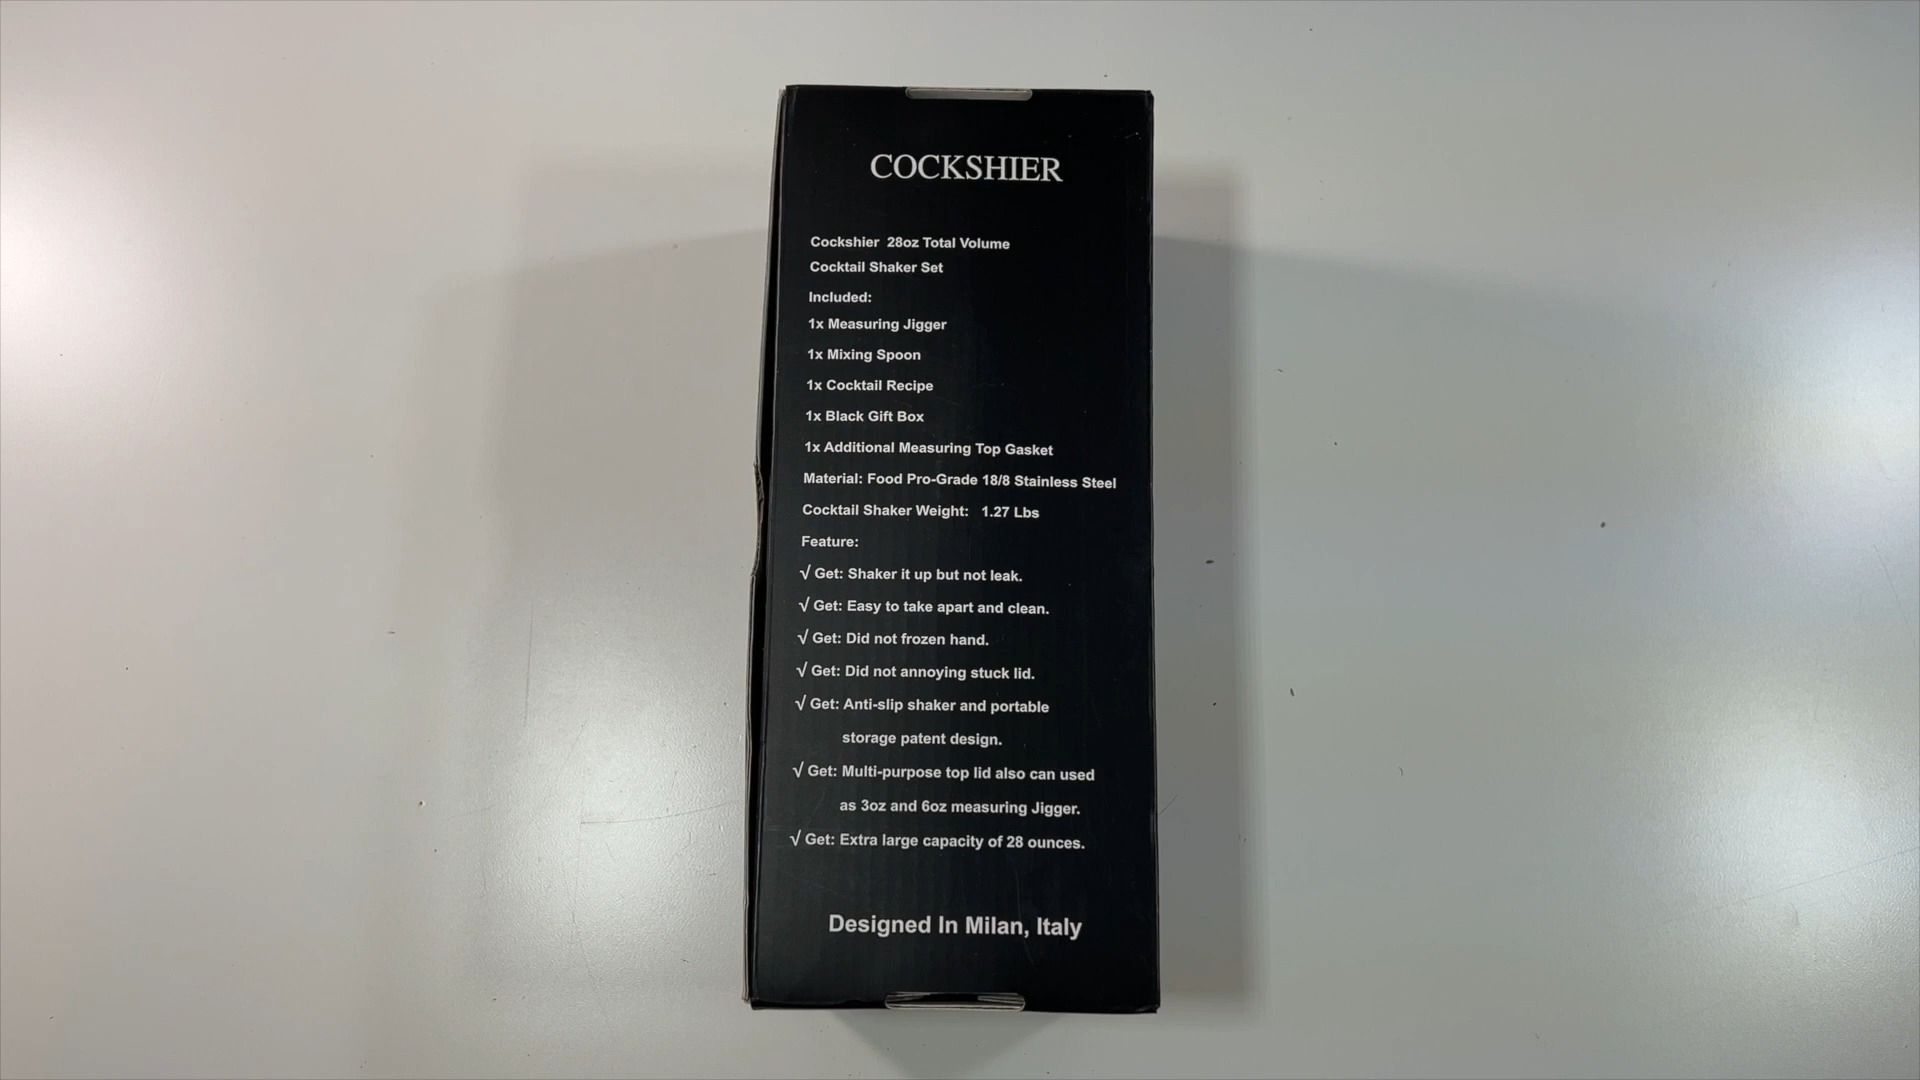 COCKSHIER
Cockshier 28oz Total Volume
Cocktail Shaker Set
Included:
1x Measuring Jigger
1x Mixing Spoon
1x Cocktail Recipe
1x Black Gift Box
1x Additional Measuring Top Gasket
Material: Food Pro-Grade 18/8 Stainless Steel
Cocktail Shaker Weight: 1.27 Lbs
Feature:
√ Get: Shaker it up but not leak.
√ Get: Easy to take apart and clean.
√ Get: Did not frozen hand.
√ Get: Did not annoying stuck lid.
√ Get: Anti-slip shaker and portable
storage patent design.
√ Get: Multi-purpose top lid also can used
as 3oz and 6oz measuring Jigger.
√ Get: Extra large capacity of 28 ounces.
Designed In Milan, Italy